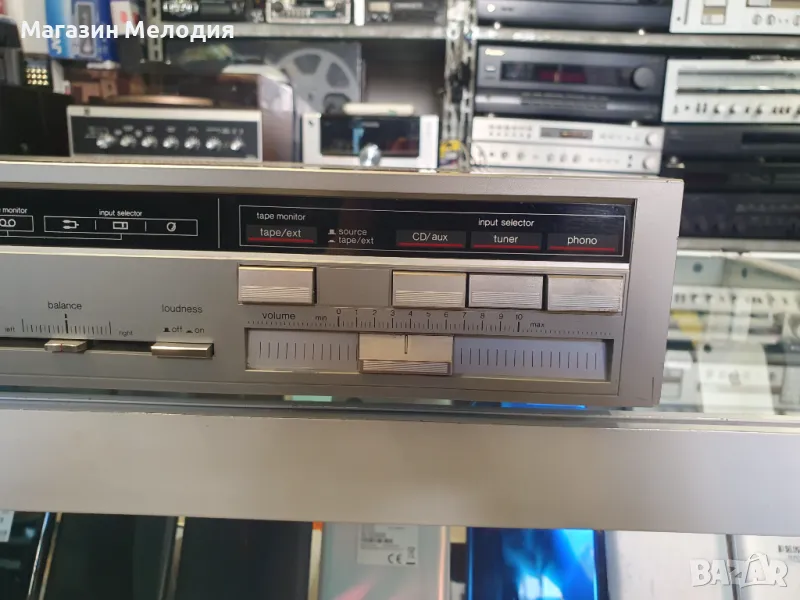 Магазин Мелодия
monitor
input selector
tape monitor
input selector
tape/ext
source
tape/ext
CD/aux
tuner
phono
balance
left
right
loudness
off on
volume
min 0 1 2 3 4 5 6 7 8 9 10 max
BAZAR